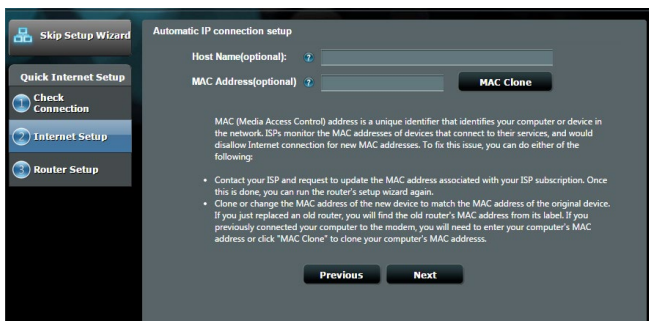 Skip Setup Wizard
Quick Internet Setup
1 Check
Connection
2 Internet Setup
3 Router Setup
Automatic IP connection setup
Host Name(optional): ?
MAC Address(optional) ? MAC Clone
MAC (Media Access Control) address is a unique identifier that identifies your computer or device in
the network. ISPs monitor the MAC addresses of devices that connect to their services, and would
disallow Internet connection for new MAC addresses. To fix this issue, you can do either of the
following:
• Contact your ISP and request to update the MAC address associated with your ISP subscription. Once
this is done, you can run the router's setup wizard again.
• Clone or change the MAC address of the new device to match the MAC address of the original device.
If you just replaced an old router, you will find the old router's MAC address from its label. If you
previously connected your computer to the modem, you will need to enter your computer's MAC
address or click "MAC Clone" to clone your computer's MAC addresss.
Previous Next